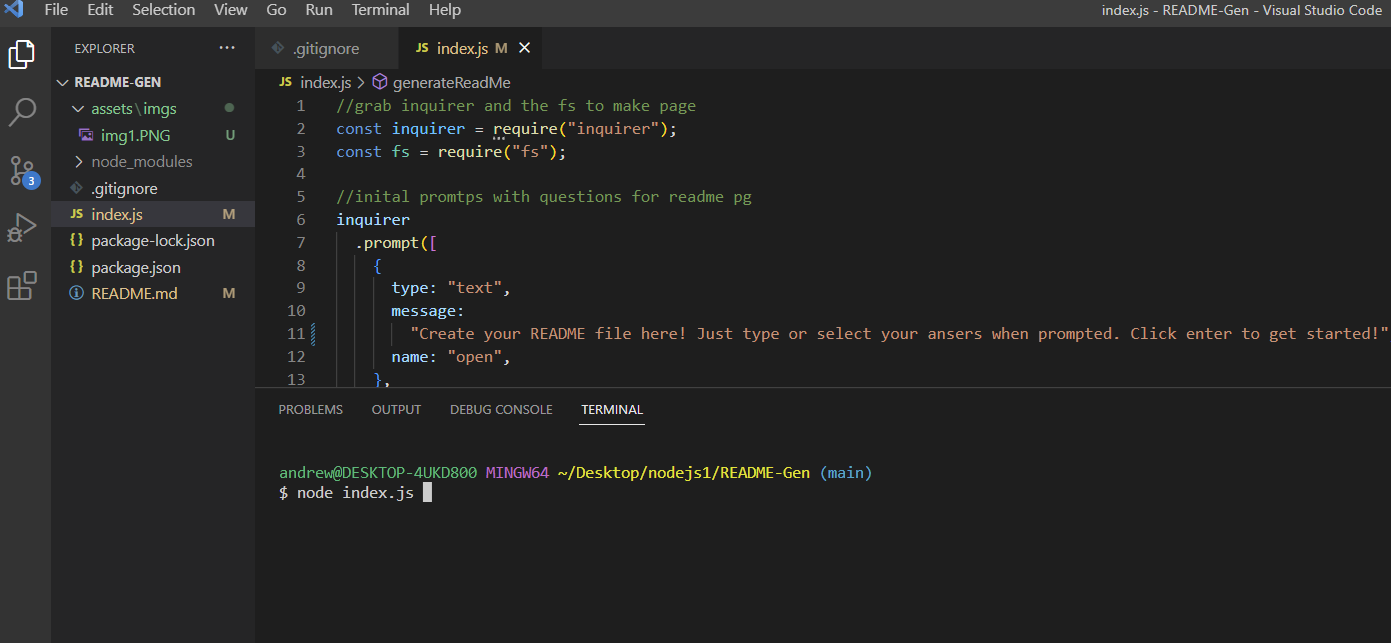 File Edit Selection View Go Run Terminal Help
index.js - README-Gen - Visual Studio Code
EXPLORER ...
README-GEN
assets\imgs
img1.PNG U
node_modules
.gitignore
JS index.js M
{} package-lock.json
{} package.json
README.md M
3
.gitignore
JS index.js M
JS index.js > generateReadMe
1 //grab inquirer and the fs to make page
2 const inquirer = require("inquirer");
3 const fs = require("fs");
4
5 //inital promtps with questions for readme pg
6 inquirer
7 .prompt([
8 {
9 type: "text",
10 message:
11 "Create your README file here! Just type or select your ansers when prompted. Click enter to get started!"
12 name: "open",
13 },
PROBLEMS OUTPUT DEBUG CONSOLE TERMINAL
andrew@DESKTOP-4UKD800 MINGW64 ~/Desktop/nodejs1/README-Gen (main)
$ node index.js